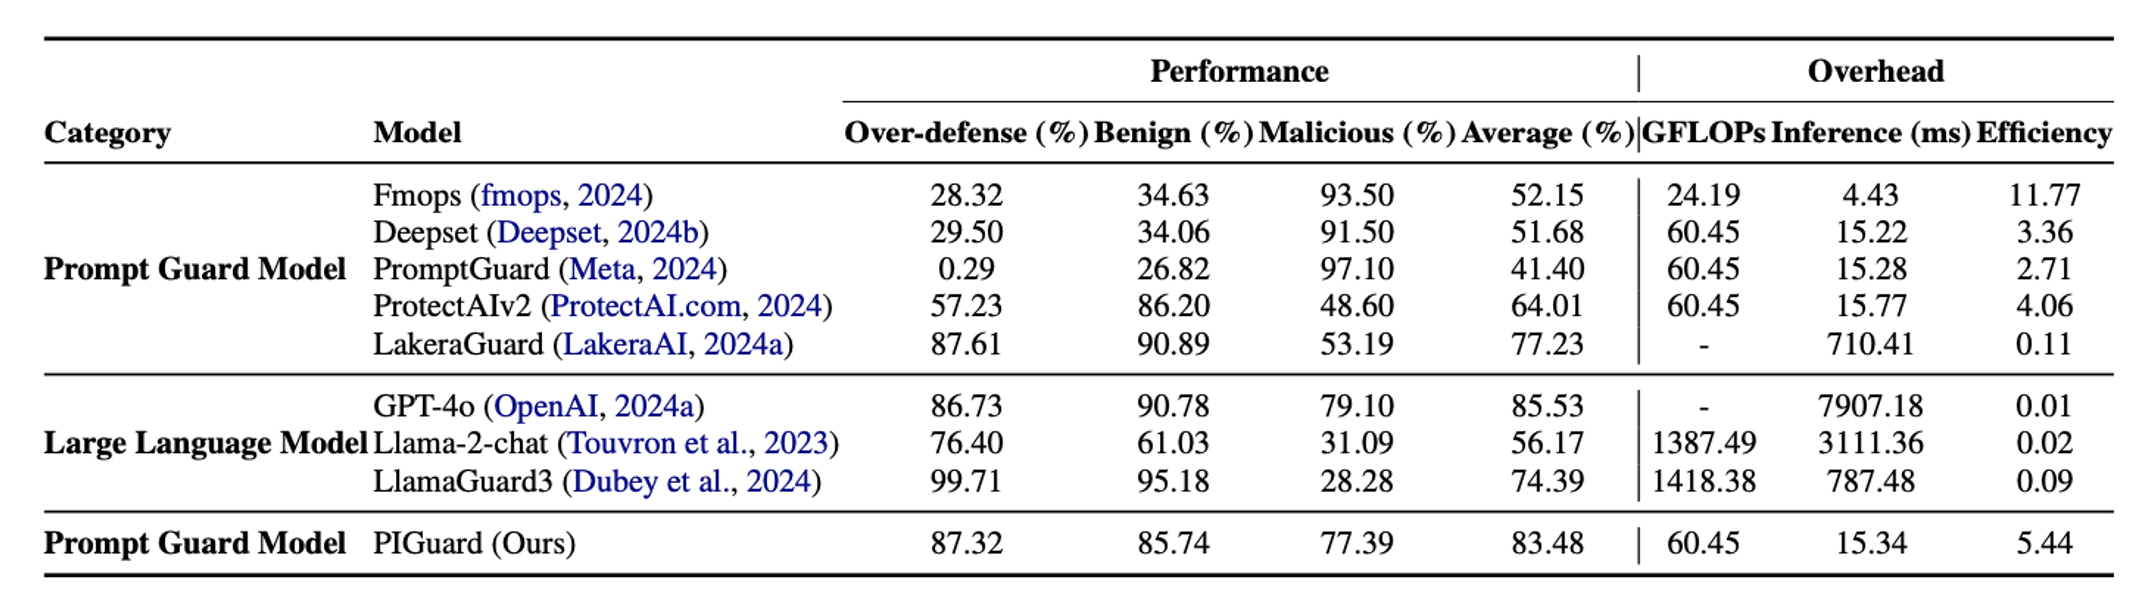 Performance Overhead
Category Model Over-defense (%) Benign (%) Malicious (%) Average (%) GFLOPs Inference (ms) Efficiency
Fmops (fmops, 2024) 28.32 34.63 93.50 52.15 24.19 4.43 11.77
Deepset (Deepset, 2024b) 29.50 34.06 91.50 51.68 60.45 15.22 3.36
Prompt Guard Model PromptGuard (Meta, 2024) 0.29 26.82 97.10 41.40 60.45 15.28 2.71
ProtectAIv2 (ProtectAI.com, 2024) 57.23 86.20 48.60 64.01 60.45 15.77 4.06
LakeraGuard (LakeraAI, 2024a) 87.61 90.89 53.19 77.23 - 710.41 0.11
GPT-4o (OpenAI, 2024a) 86.73 90.78 79.10 85.53 - 7907.18 0.01
Large Language Model Llama-2-chat (Touvron et al., 2023) 76.40 61.03 31.09 56.17 1387.49 3111.36 0.02
LlamaGuard3 (Dubey et al., 2024) 99.71 95.18 28.28 74.39 1418.38 787.48 0.09
Prompt Guard Model PIGuard (Ours) 87.32 85.74 77.39 83.48 60.45 15.34 5.44